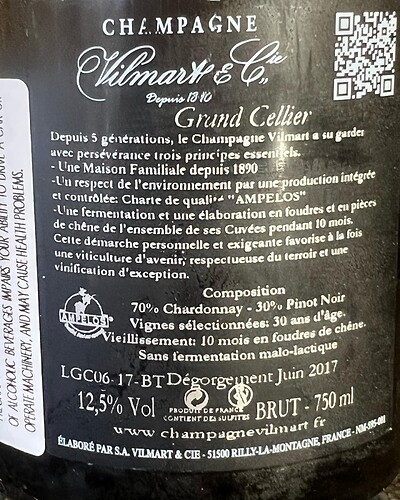 CHAMPAGNE
Vilmart & Cie
Depuis 1890
Grand Cellier
Depuis 5 générations, le Champagne Vilmart a su garder
avec persévérance trois principes essentiels.
- Une Maison Familiale depuis 1890
-Un respect de l'environnement par une production intégrée
et contrôlée: Charte de qualité "AMPELOS"
-Une fermentation et une élaboration en foudres et en pièces
de chêne de l'ensemble de ses Cuvées pendant 10 mois.
Cette démarche personnelle et exigeante favorise à la fois
une viticulture d'avenir, respectueuse du terroir et une
vinification d'exception.
Composition
70% Chardonnay - 30% Pinot Noir
Vignes sélectionnées: 30 ans d'âge.
AMPELOS
Vieillissement: 10 mois en foudres de chêne.
Sans fermentation malo-lactique
LGC06-17-BT Dégorgement Juin 2017
12,5% Vol
PRODUIT DE FRANCE
CONTIENT DES SULFITES
BRUT - 750 ml
www champagnevilmart fr
ÉLABORÉ PAR S.A. VILMART & CIE - 51500 RILLY-LA-MONTAGNE, FRANCE - NM-595-001
OF ALCOHOLIC BEVERAGES IMPAIRS YOUR ABILITY TO DRIVE A CAR OR
OPERATE MACHINERY, AND MAY CAUSE HEALTH PROBLEMS.